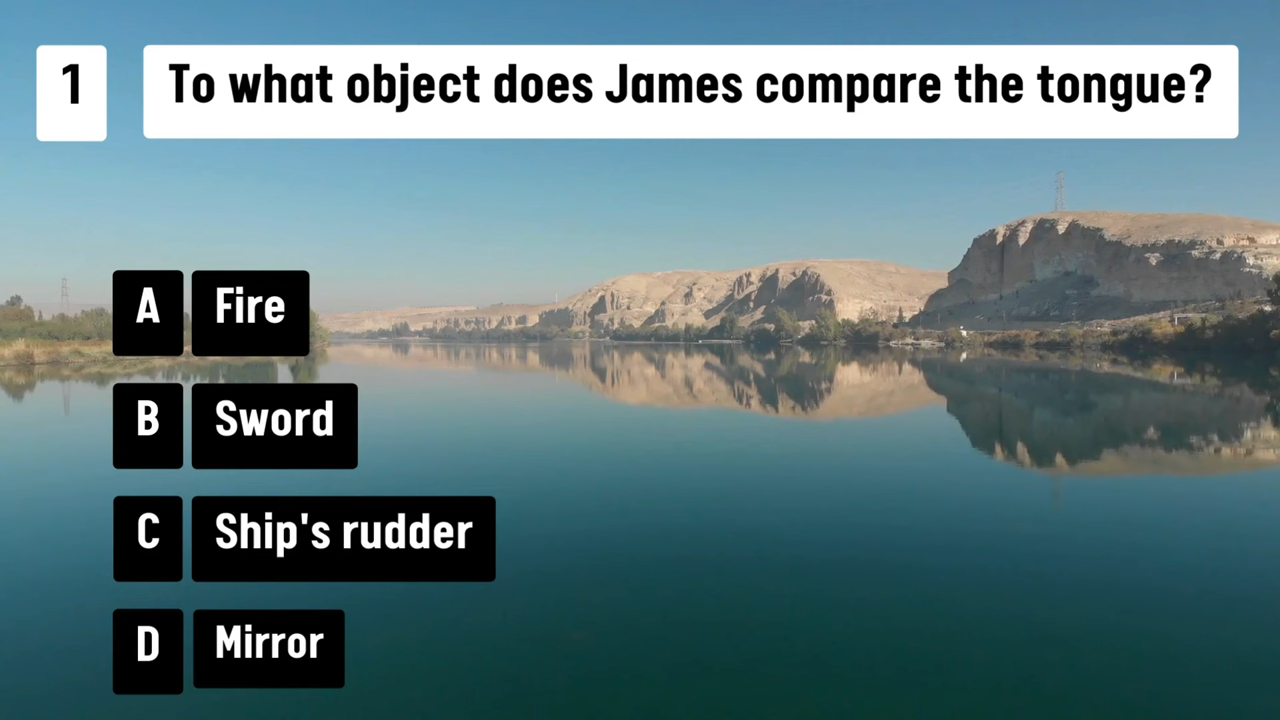 1
To what object does James compare the tongue?
A Fire
B Sword
C Ship's rudder
D Mirror